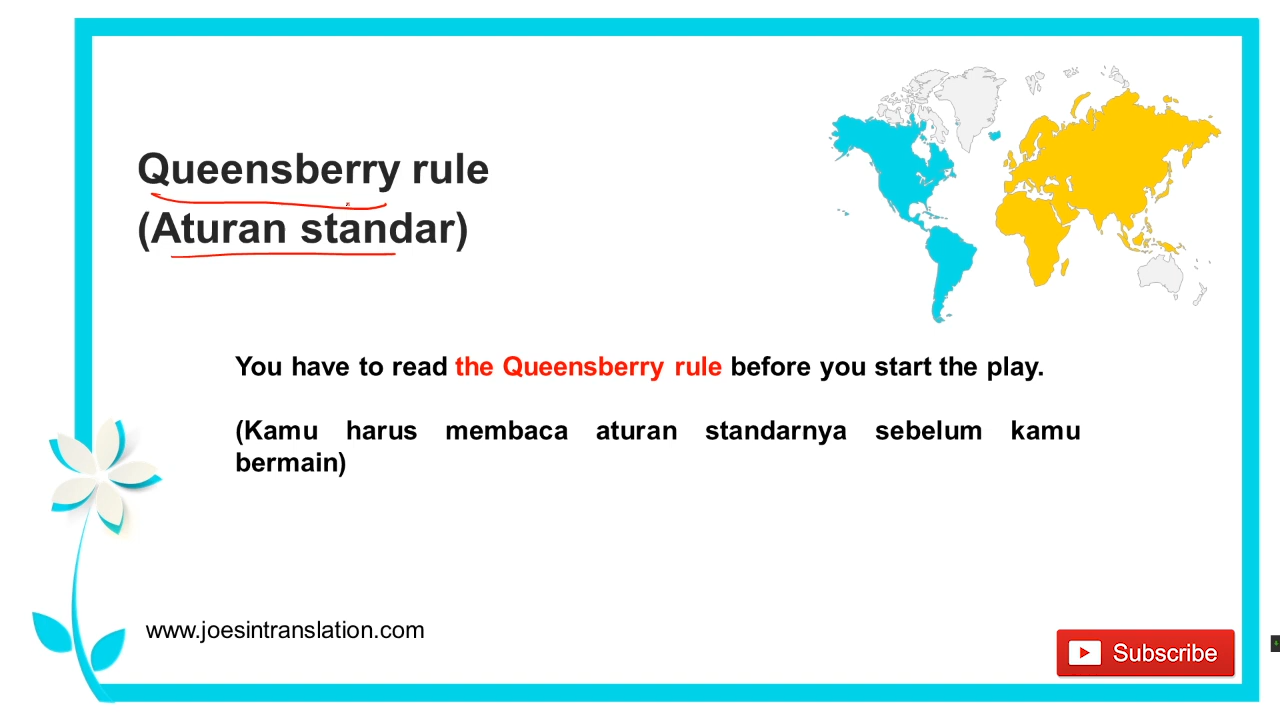 Queensberry rule
(Aturan standar)
You have to read the Queensberry rule before you start the play.
(Kamu harus membaca aturan standarnya sebelum kamu
bermain)
www.joesintranslation.com
Subscribe